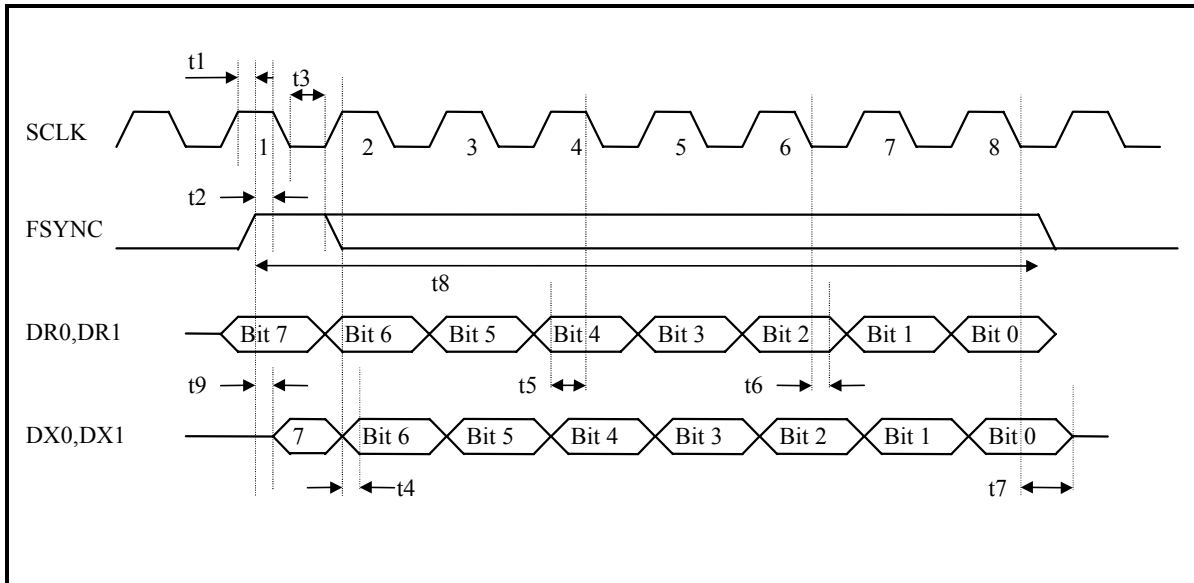 t1
t3
SCLK
1 2 3 4 5 6 7 8
t2
FSYNC
t8
DR0,DR1
Bit 7 Bit 6 Bit 5 Bit 4 Bit 3 Bit 2 Bit 1 Bit 0
t9
t5
t6
DX0,DX1
7 Bit 6 Bit 5 Bit 4 Bit 3 Bit 2 Bit 1 Bit 0
t4
t7